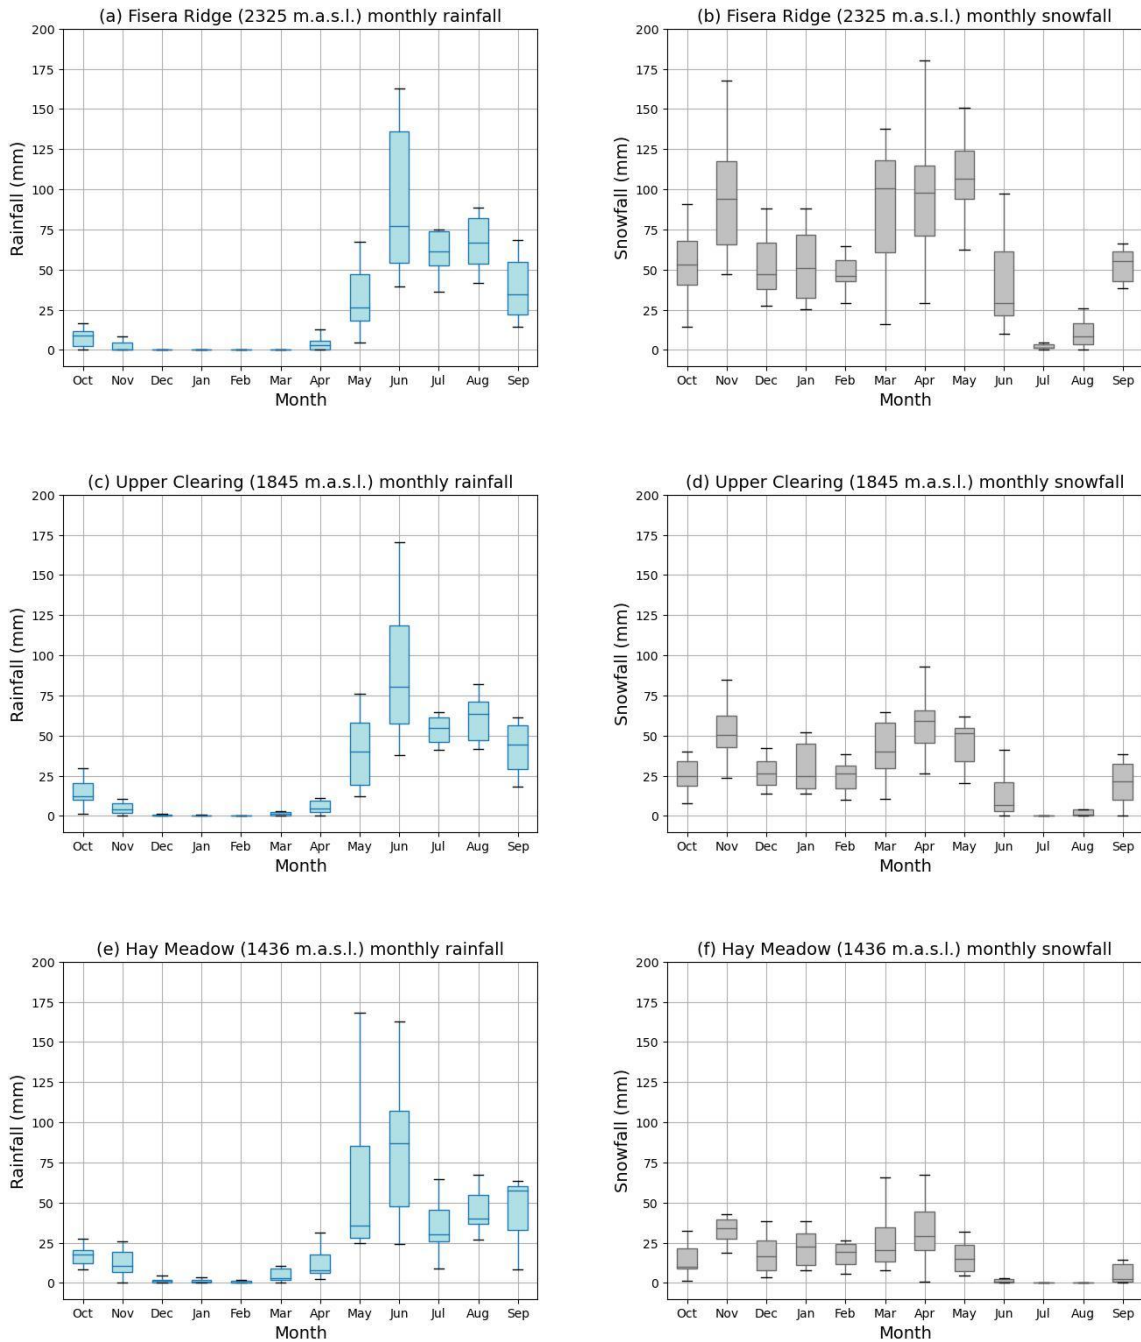 (a) Fisera Ridge (2325 m.a.s.l.) monthly rainfall
200
175
150
125
100
75
50
25
0
Rainfall (mm)
Oct Nov Dec Jan Feb Mar Apr May Jun Jul Aug Sep
Month
(b) Fisera Ridge (2325 m.a.s.l.) monthly snowfall
200
175
150
125
100
75
50
25
0
Snowfall (mm)
Oct Nov Dec Jan Feb Mar Apr May Jun Jul Aug Sep
Month
(c) Upper Clearing (1845 m.a.s.l.) monthly rainfall
200
175
150
125
100
75
50
25
0
Rainfall (mm)
Oct Nov Dec Jan Feb Mar Apr May Jun Jul Aug Sep
Month
(d) Upper Clearing (1845 m.a.s.l.) monthly snowfall
200
175
150
125
100
75
50
25
0
Snowfall (mm)
Oct Nov Dec Jan Feb Mar Apr May Jun Jul Aug Sep
Month
(e) Hay Meadow (1436 m.a.s.l.) monthly rainfall
200
175
150
125
100
75
50
25
0
Rainfall (mm)
Oct Nov Dec Jan Feb Mar Apr May Jun Jul Aug Sep
Month
(f) Hay Meadow (1436 m.a.s.l.) monthly snowfall
200
175
150
125
100
75
50
25
0
Snowfall (mm)
Oct Nov Dec Jan Feb Mar Apr May Jun Jul Aug Sep
Month